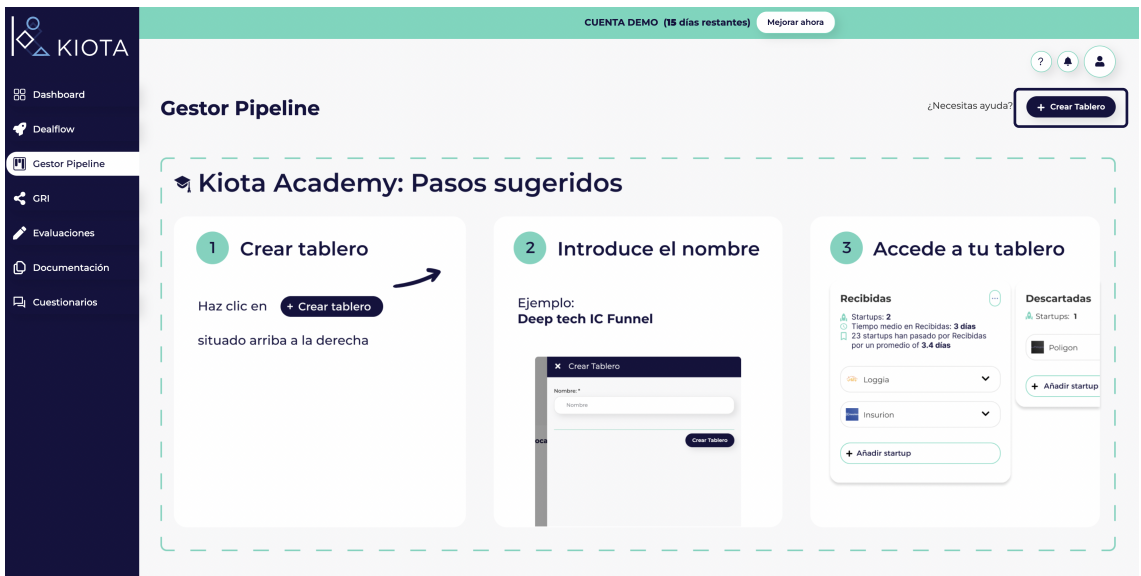 CUENTA DEMO (15 días restantes) Mejorar ahora
KIOTA
?
Dashboard
Dealflow
Gestor Pipeline
GRI
Evaluaciones
Documentación
Cuestionarios
Gestor Pipeline
¿Necesitas ayuda?
+ Crear Tablero
Kiota Academy: Pasos sugeridos
1 Crear tablero
Haz clic en + Crear tablero
situado arriba a la derecha
2 Introduce el nombre
Ejemplo:
Deep tech IC Funnel
x Crear Tablero
Nombre:*
Nombre
oca
Crear Tablero
3 Accede a tu tablero
Recibidas
Startups: 2
Tiempo medio en Recibidas: 3 días
23 startups han pasado por Recibidas
por un promedio of 3.4 días
Loggia
Insurion
+ Añadir startup
Descartadas
Startups: 1
Poligon
+ Añadir startup